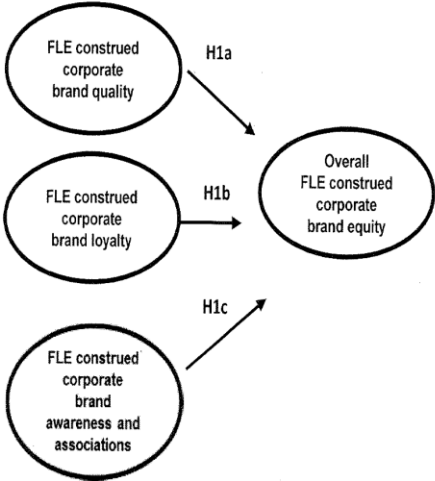 FLE construed
corporate
brand quality
H1a
FLE construed
corporate
brand loyalty
H1b
Overall
FLE construed
corporate
brand equity
H1c
FLE construed
corporate
brand
awareness and
associations